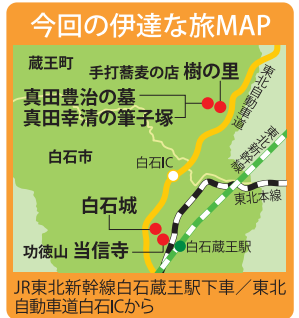 今回の伊達な旅MAP
蔵王町
手打蕎麦の店 樹の里
真田豊治の墓
真田幸清の筆子塚
東北自動車道
東北新幹線
白石市
白石IC
東北本線
白石城
功徳山 当信寺
白石蔵王駅
JR東北新幹線白石蔵王駅下車／東北
自動車道白石ICから